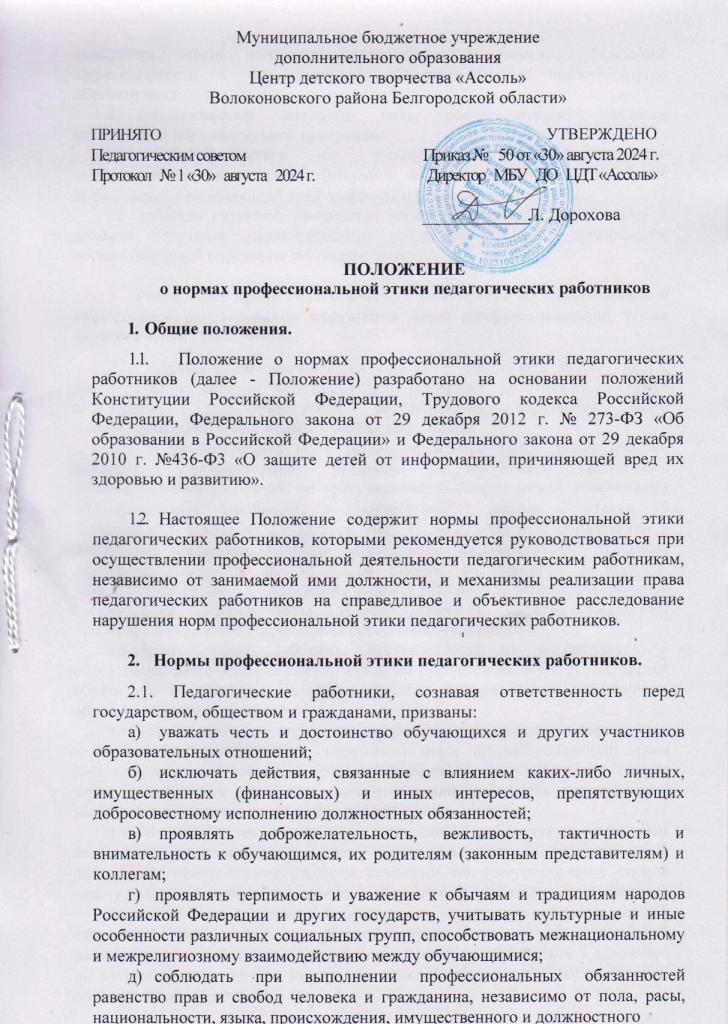 Муниципальное бюджетное учреждение
дополнительного образования
Центр детского творчества «Ассоль»
Волоконовского района Белгородской области»
ПРИНЯТО УТВЕРЖДЕНО
Педагогическим советом Приказ № 50 от «30» августа 2024 г.
Протокол № 1 «30» августа 2024 г. Директор МБУ ДО ЦДТ «Ассоль»
Л. Дорохова
ПОЛОЖЕНИЕ
о нормах профессиональной этики педагогических работников
1. Общие положения.
1.1. Положение о нормах профессиональной этики педагогических
работников (далее - Положение) разработано на основании положений
Конституции Российской Федерации, Трудового кодекса Российской
Федерации, Федерального закона от 29 декабря 2012 г. № 273-ФЗ «Об
образовании в Российской Федерации» и Федерального закона от 29 декабря
2010 г. №436-ФЗ «О защите детей от информации, причиняющей вред их
здоровью и развитию».
1.2. Настоящее Положение содержит нормы профессиональной этики
педагогических работников, которыми рекомендуется руководствоваться при
осуществлении профессиональной деятельности педагогическим работникам,
независимо от занимаемой ими должности, и механизмы реализации права
педагогических работников на справедливое и объективное расследование
нарушения норм профессиональной этики педагогических работников.
2. Нормы профессиональной этики педагогических работников.
2.1. Педагогические работники, сознавая ответственность перед
государством, обществом и гражданами, призваны:
а) уважать честь и достоинство обучающихся и других участников
образовательных отношений;
б) исключать действия, связанные с влиянием каких-либо личных,
имущественных (финансовых) и иных интересов, препятствующих
добросовестному исполнению должностных обязанностей;
в) проявлять доброжелательность, вежливость, тактичность и
внимательность к обучающимся, их родителям (законным представителям) и
коллегам;
г) проявлять терпимость и уважение к обычаям и традициям народов
Российской Федерации и других государств, учитывать культурные и иные
особенности различных социальных групп, способствовать межнациональному
и межрелигиозному взаимодействию между обучающимися;
д) соблюдать при выполнении профессиональных обязанностей
равенство прав и свобод человека и гражданина, независимо от пола, расы,
национальности, языка, происхождения, имущественного и должностного